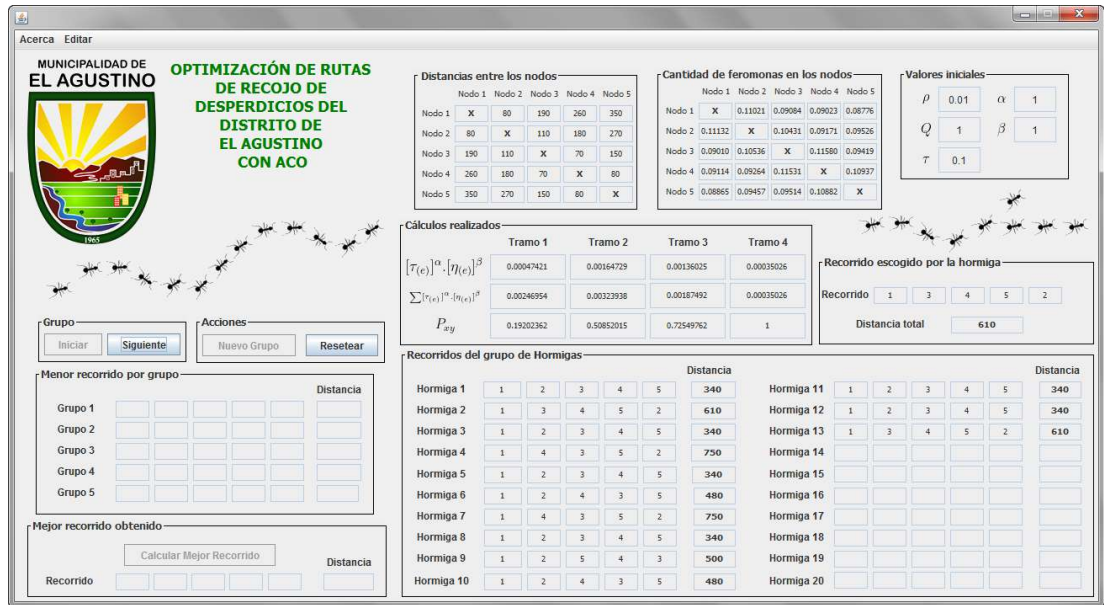 Acerca Editar
MUNICIPALIDAD DE
EL AGUSTINO
1965
OPTIMIZACIÓN DE RUTAS
DE RECOJO DE
DESPERDICIOS DEL
DISTRITO DE
EL AGUSTINO
CON ACO
Distancias entre los nodos
Nodo 1 Nodo 2 Nodo 3 Nodo 4 Nodo 5
Nodo 1 X 80 190 260 350
Nodo 2 80 X 110 180 270
Nodo 3 190 110 X 70 150
Nodo 4 260 180 70 X 80
Nodo 5 350 270 150 80 X
Cantidad de feromonas en los nodos
Nodo 1 Nodo 2 Nodo 3 Nodo 4 Nodo 5
Nodo 1 X 0.11021 0.09084 0.09023 0.08776
Nodo 2 0.11132 X 0.10431 0.09171 0.09526
Nodo 3 0.09010 0.10536 X 0.11580 0.09419
Nodo 4 0.09114 0.09264 0.11531 X 0.10937
Nodo 5 0.08865 0.09457 0.09514 0.10882 X
Valores iniciales
ρ 0.01 α 1
Q 1 β 1
τ 0.1
Cálculos realizados
Tramo 1 Tramo 2 Tramo 3 Tramo 4
[τ(e)]^α.[η(e)]^β 0.00047421 0.00164729 0.00136025 0.00035026
∑[τ(e)]^α.[η(e)]^β 0.00246954 0.00323938 0.00187492 0.00035026
Pxy 0.19202362 0.50852015 0.72549762 1
Recorrido escogido por la hormiga
Recorrido 1 3 4 5 2
Distancia total 610
Grupo
Iniciar Siguiente
Acciones
Nuevo Grupo Resetear
Menor recorrido por grupo
Distancia
Grupo 1
Grupo 2
Grupo 3
Grupo 4
Grupo 5
Mejor recorrido obtenido
Calcular Mejor Recorrido
Distancia
Recorrido
Recorridos del grupo de Hormigas
Distancia
Hormiga 1 1 2 3 4 5 340
Hormiga 2 1 3 4 5 2 610
Hormiga 3 1 2 3 4 5 340
Hormiga 4 1 4 3 5 2 750
Hormiga 5 1 2 3 4 5 340
Hormiga 6 1 2 4 3 5 480
Hormiga 7 1 4 3 5 2 750
Hormiga 8 1 2 3 4 5 340
Hormiga 9 1 2 5 4 3 500
Hormiga 10 1 2 4 3 5 480
Distancia
Hormiga 11 1 2 3 4 5 340
Hormiga 12 1 2 3 4 5 340
Hormiga 13 1 3 4 5 2 610
Hormiga 14
Hormiga 15
Hormiga 16
Hormiga 17
Hormiga 18
Hormiga 19
Hormiga 20